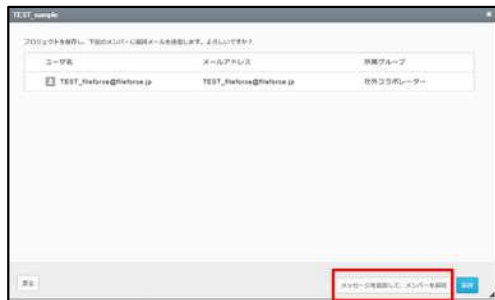 TEST_sample
プロジェクトを保存し、下記のメンバーに招待メールを送信します。よろしいですか？
ユーザ名 メールアドレス 所属グループ
TEST_fileforce@fileforce.jp TEST_fileforce@fileforce.jp 社外コラボレーター
戻る メッセージを追加して、メンバーを招待